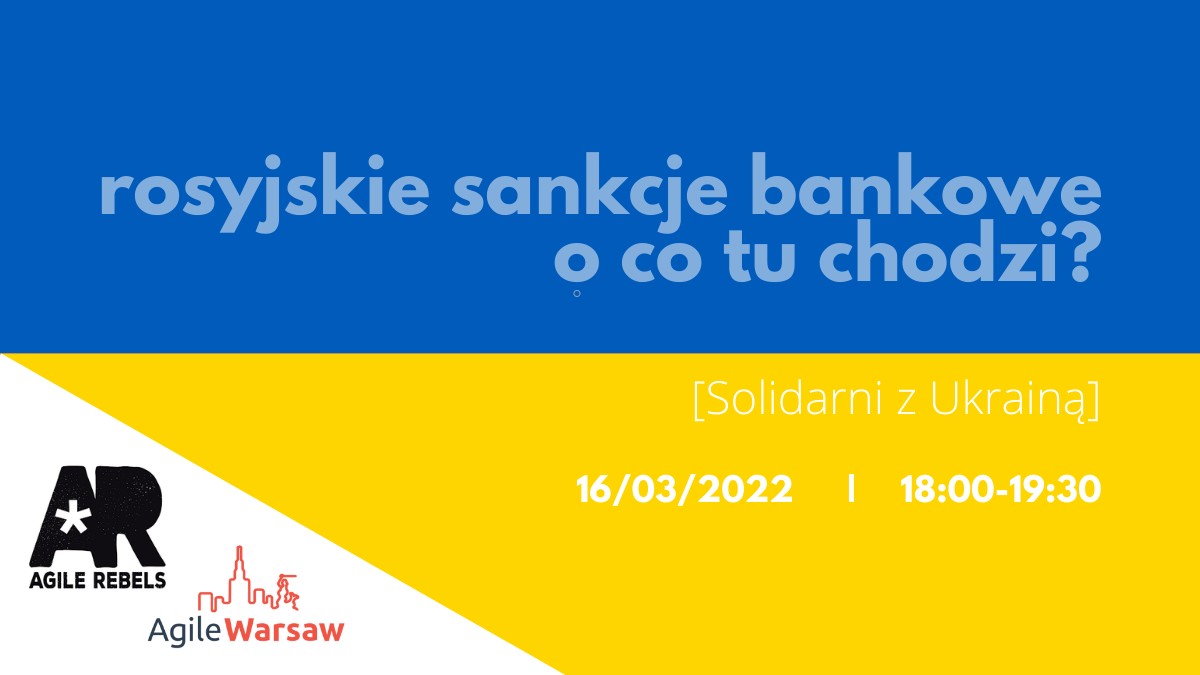 rosyjskie sankcje bankowe
o co tu chodzi?
[Solidarni z Ukrainą]
16/03/2022 | 18:00-19:30
A*R
AGILE REBELS
AgileWarsaw